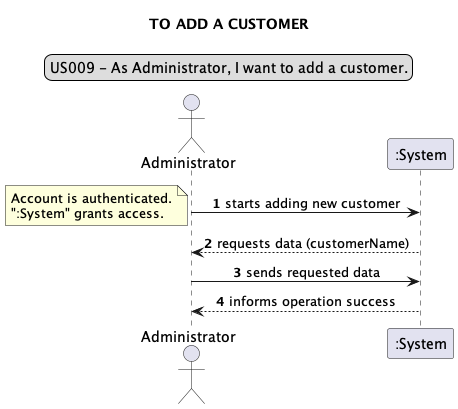 TO ADD A CUSTOMER
US009 – As Administrator, I want to add a customer.
Administrator
:System
Account is authenticated.
":System" grants access.
1 starts adding new customer
2 requests data (customerName)
3 sends requested data
4 informs operation success
Administrator
:System